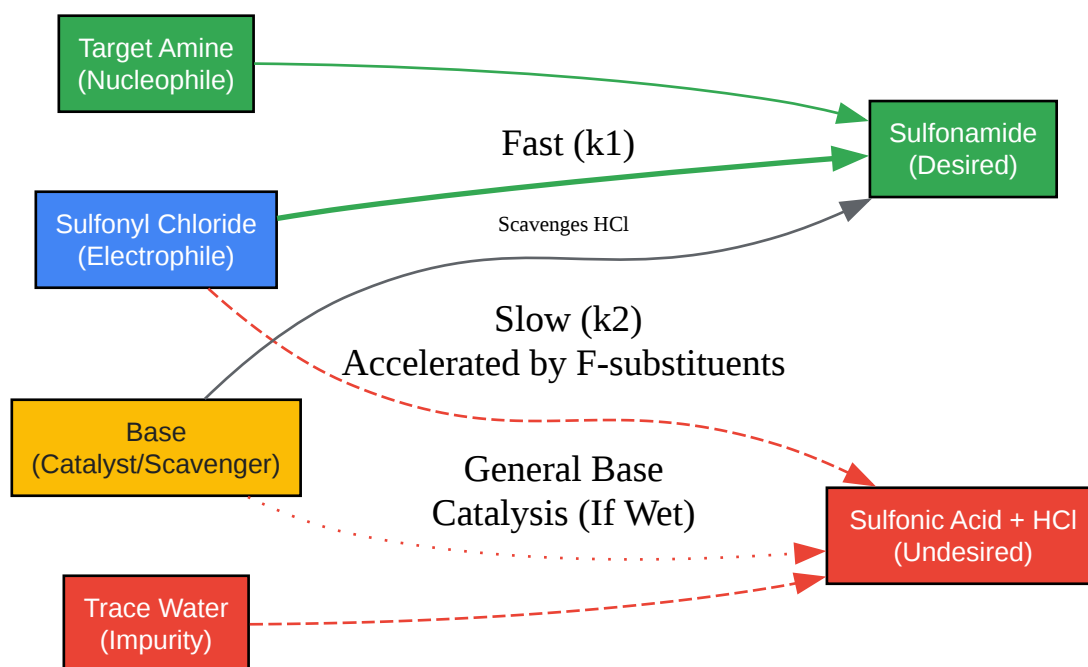 Target Amine
(Nucleophile)
Sulfonamide
(Desired)
Fast (k1)
Sulfonyl Chloride
(Electrophile)
Scavenges HCl
Slow (k2)
Accelerated by F-substituents
Base
(Catalyst/Scavenger)
General Base
Catalysis (If Wet)
Sulfonic Acid + HCl
(Undesired)
Trace Water
(Impurity)